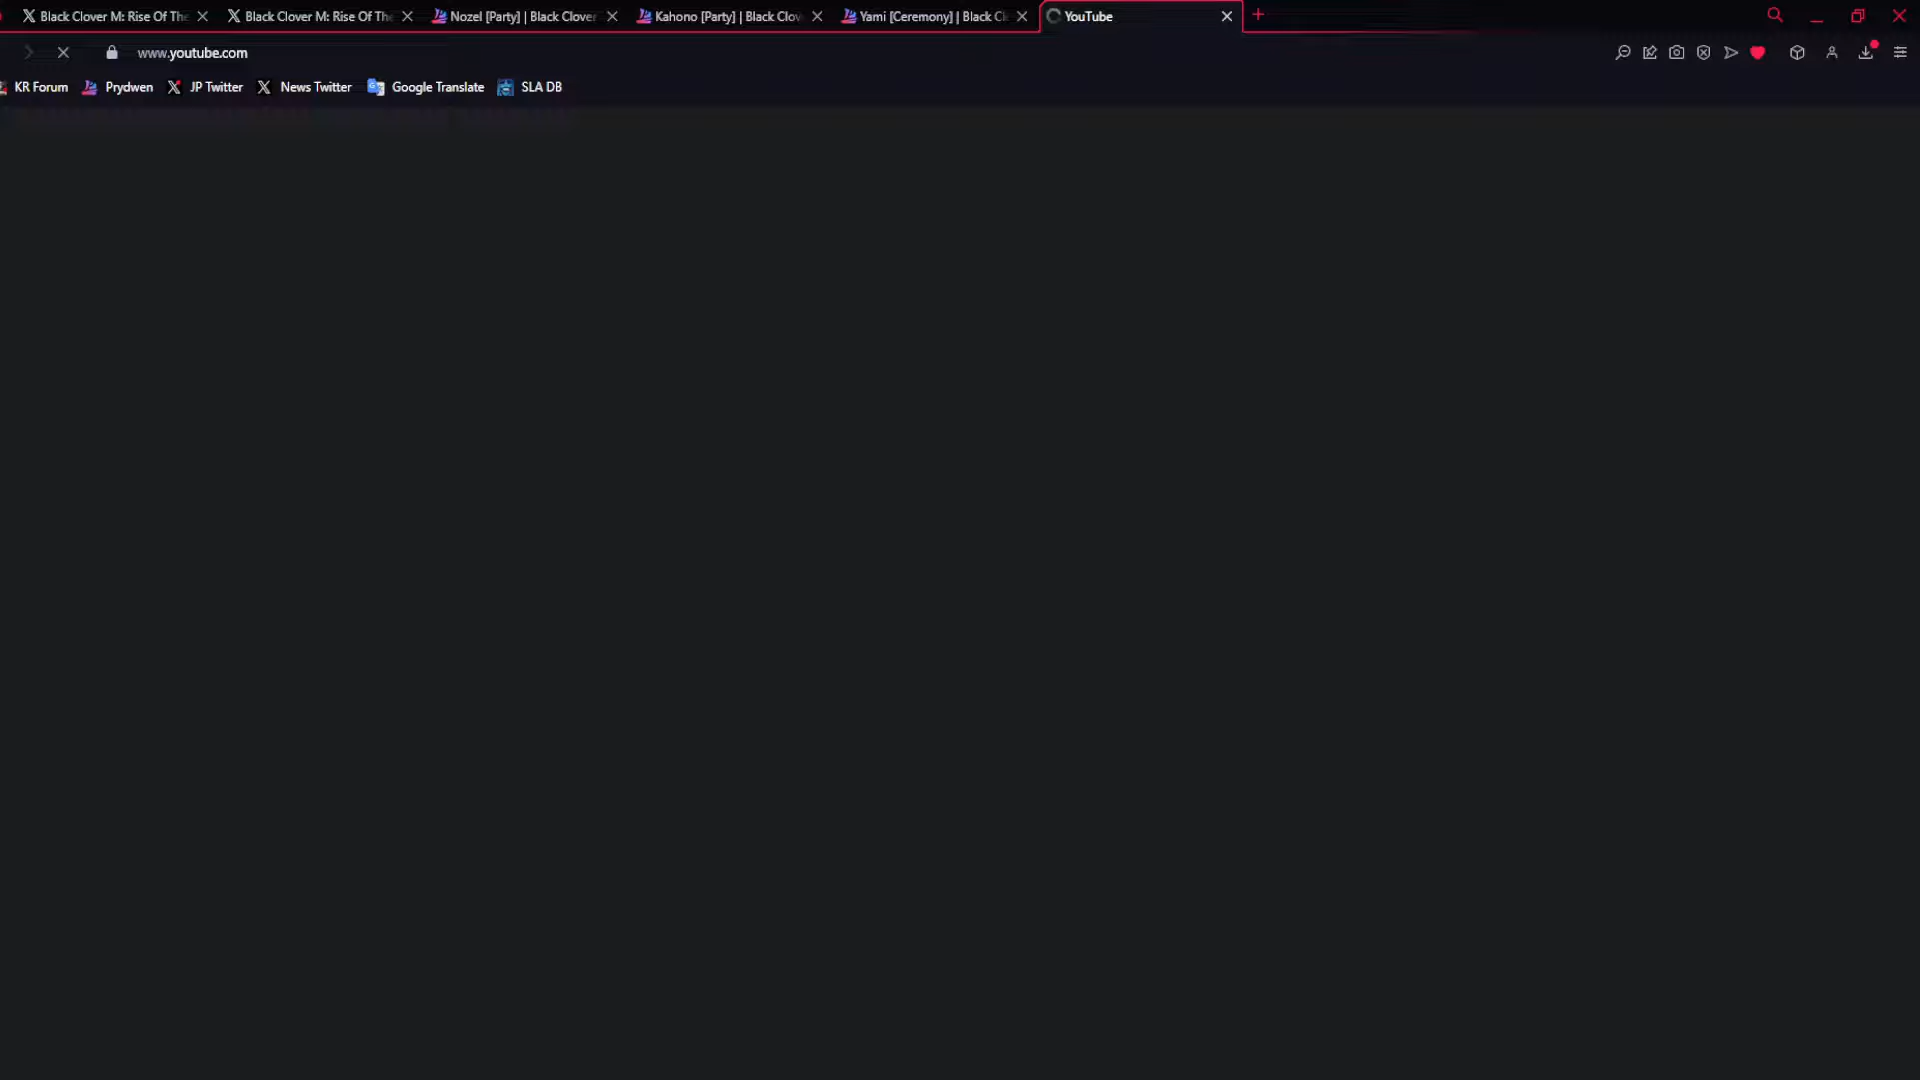 Black Clover M: Rise Of The
Black Clover M: Rise Of The
Nozel [Party] | Black Clover
Kahono [Party] | Black Clov
Yami [Ceremony] | Black Cl
YouTube
www.youtube.com
KR Forum
Prydwen
JP Twitter
News Twitter
Google Translate
SLA DB